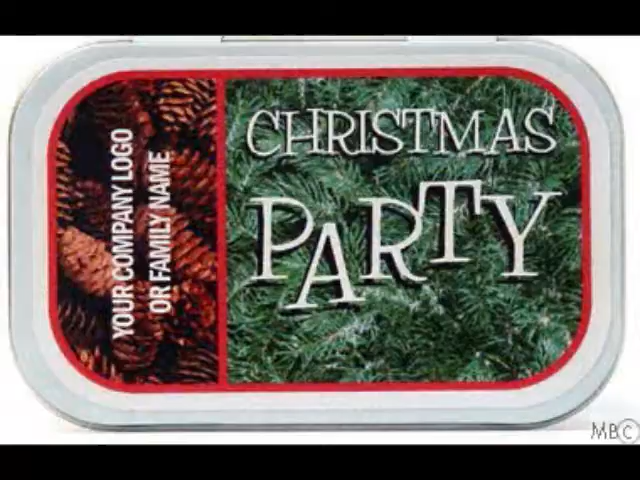 YOUR COMPANY LOGO
OR FAMILY NAME
CHRISTMAS
PARTY
MBC